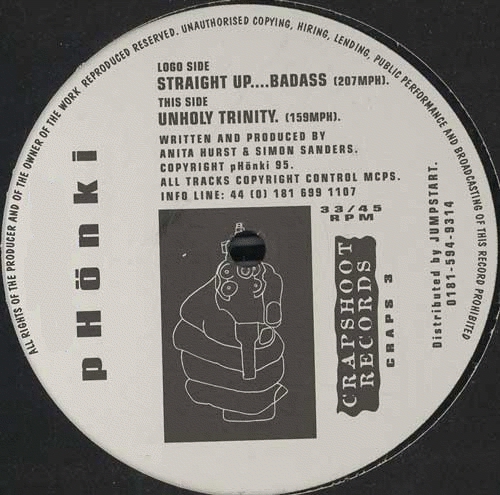 ALL RIGHTS OF THE PRODUCER AND OF THE OWNER OF THE WORK REPRODUCED RESERVED. UNAUTHORISED COPYING, HIRING, LENDING, PUBLIC PERFORMANCE AND BROADCASTING OF THIS RECORD PROHIBITED
LOGO SIDE
STRAIGHT UP....BADASS (207MPH).
THIS SIDE
UNHOLY TRINITY. (159MPH).
WRITTEN AND PRODUCED BY
ANITA HURST & SIMON SANDERS.
COPYRIGHT pHönki 95.
ALL TRACKS COPYRIGHT CONTROL MCPS.
INFO LINE: 44 (0) 181 699 1107
33/45
RPM
pHönki
CRAPSHOOT
RECORDS
CRAPS 3
Distributed by JUMPSTART.
0181-594-9314